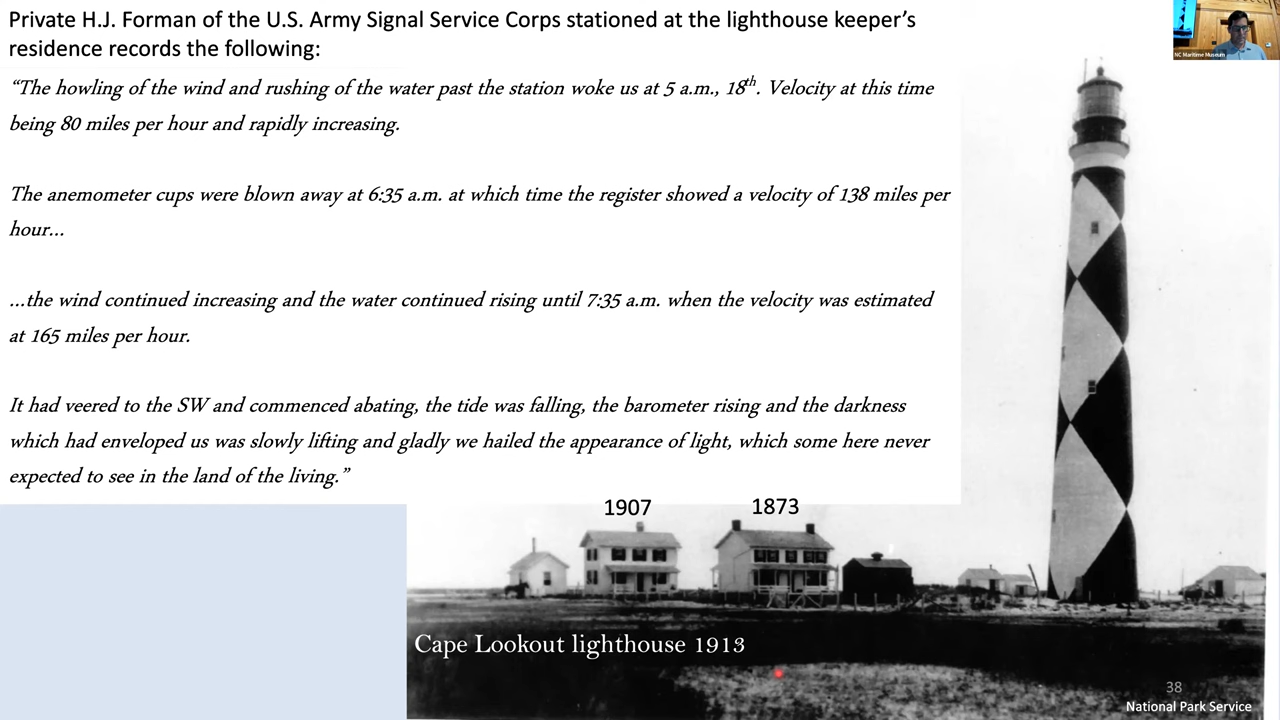 Private H.J. Forman of the U.S. Army Signal Service Corps stationed at the lighthouse keeper’s
residence records the following:
“The howling of the wind and rushing of the water past the station woke us at 5 a.m., 18th. Velocity at this time
being 80 miles per hour and rapidly increasing.
The anemometer cups were blown away at 6:35 a.m. at which time the register showed a velocity of 138 miles per
hour...
...the wind continued increasing and the water continued rising until 7:35 a.m. when the velocity was estimated
at 165 miles per hour.
It had veered to the SW and commenced abating, the tide was falling, the barometer rising and the darkness
which had enveloped us was slowly lifting and gladly we hailed the appearance of light, which some here never
expected to see in the land of the living.”
NC Maritime Museum
1907
1873
Cape Lookout lighthouse 1913
38
National Park Service